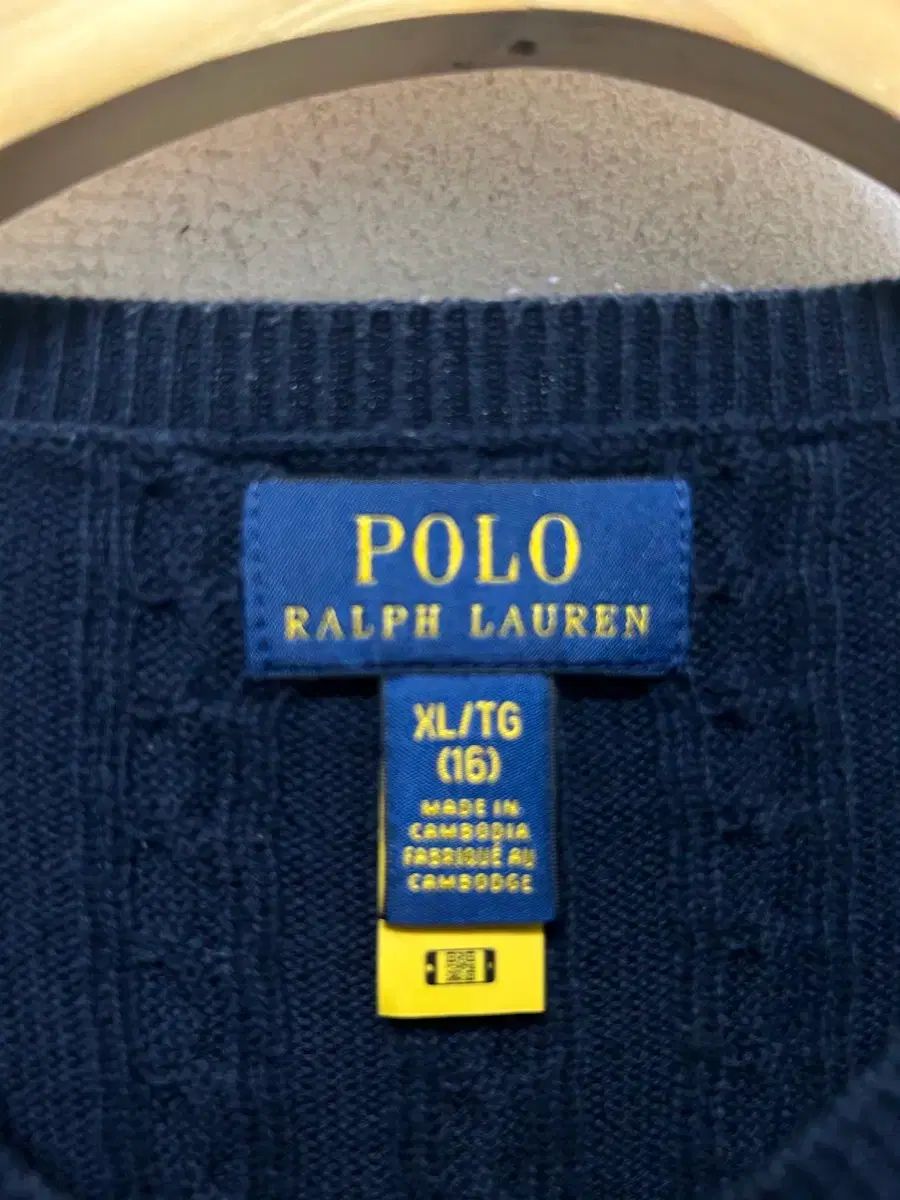 POLO
RALPH LAUREN
XL/TG
(16)
MADE IN
CAMBODIA
FABRIQUÉ AU
CAMBODGE